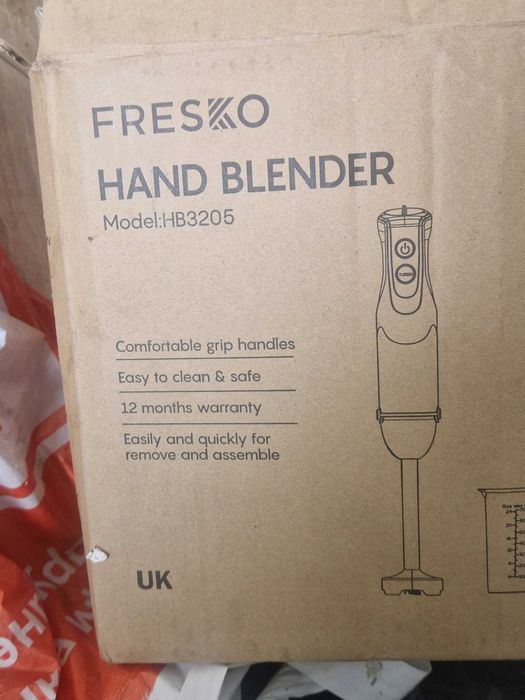 FRESKO
HAND BLENDER
Model:HB3205
TURBO
Comfortable grip handles
Easy to clean & safe
12 months warranty
Easily and quickly for
remove and assemble
UK